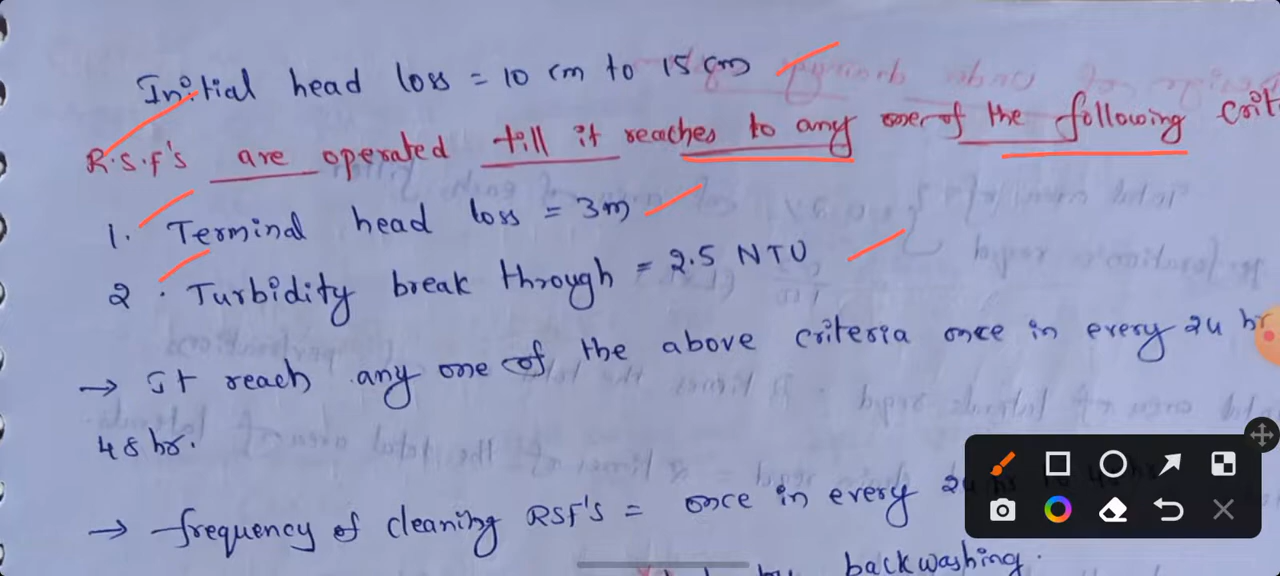 Initial head loss = 10 cm to 15 cm
R.S.F's are operated till it reaches to any one of the following crit
1. Termind head loss = 3m
2. Turbidity break through = 2.5 NTU
→ It reach any one of the above criteria once in every 24 hr
48 hr.
→ frequency of cleaning RSF's = once in every 24
by backwashing.